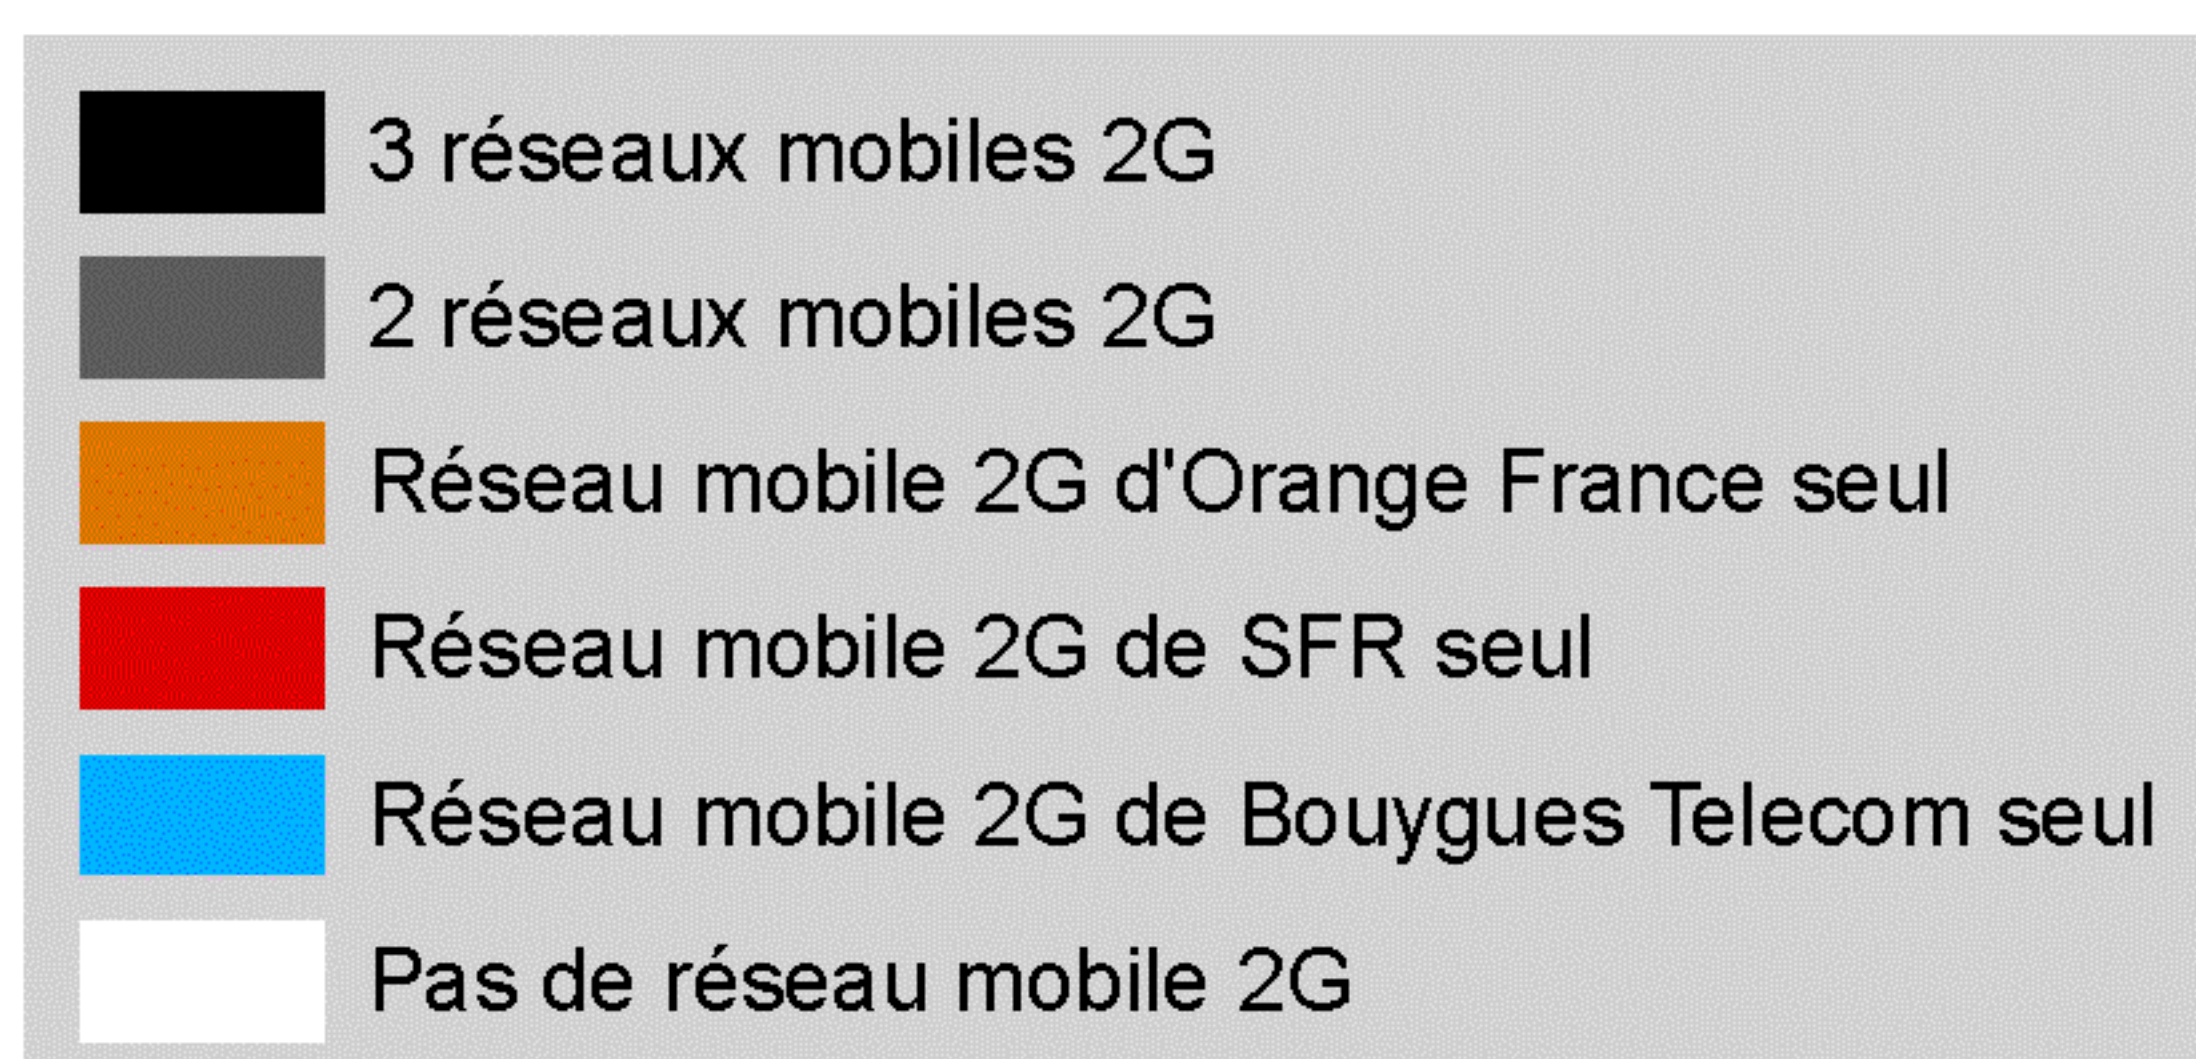 3 réseaux mobiles 2G
2 réseaux mobiles 2G
Réseau mobile 2G d'Orange France seul
Réseau mobile 2G de SFR seul
Réseau mobile 2G de Bouygues Telecom seul
Pas de réseau mobile 2G